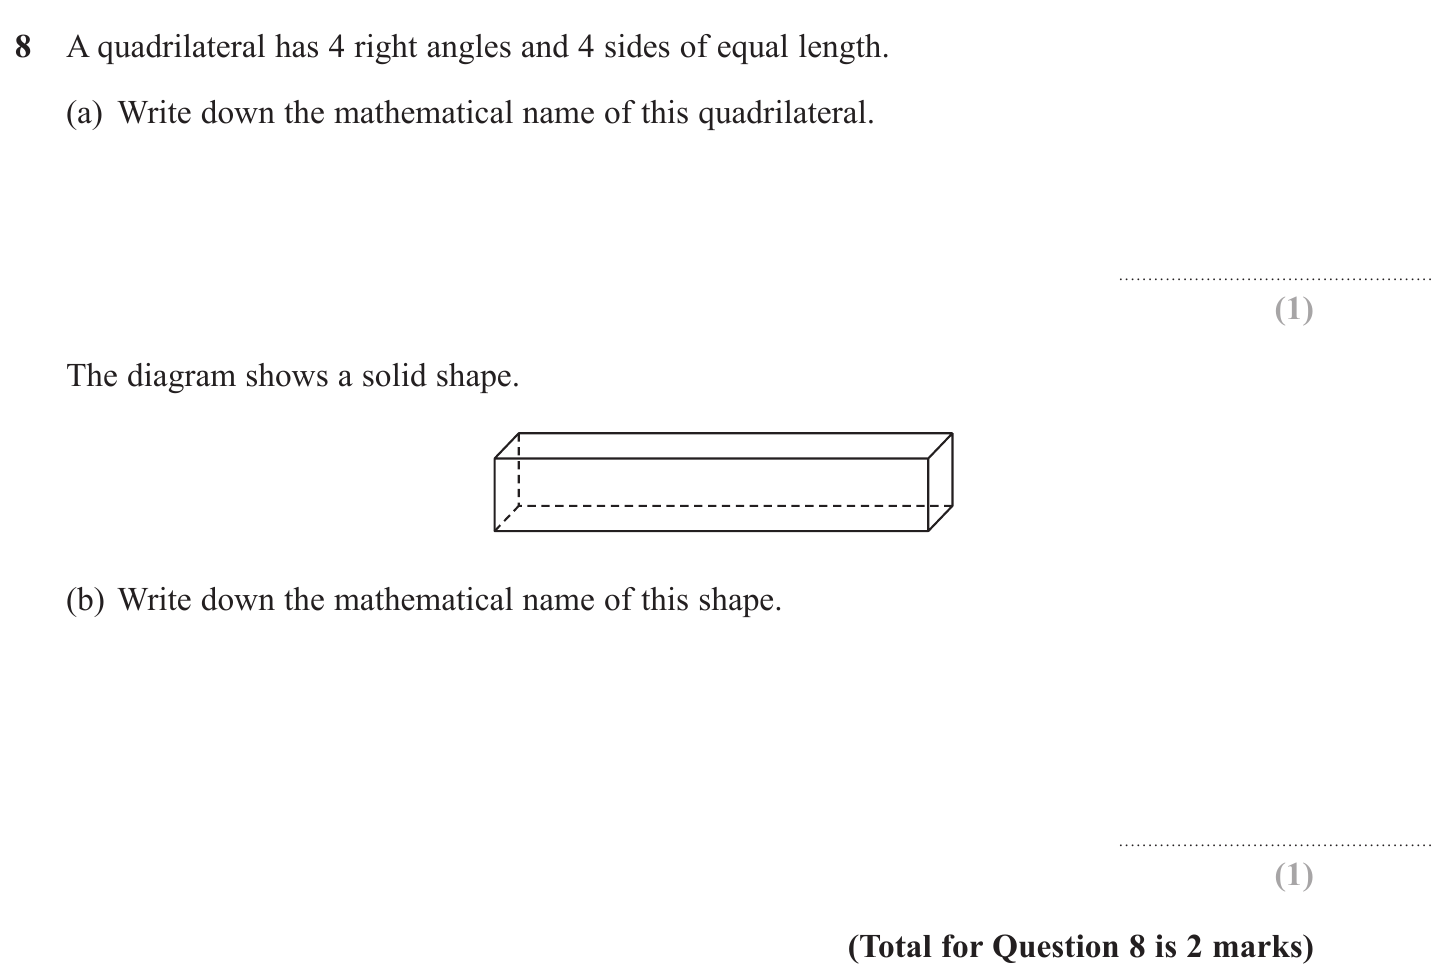 8 A quadrilateral has 4 right angles and 4 sides of equal length.
(a) Write down the mathematical name of this quadrilateral.
(1)
The diagram shows a solid shape.
(b) Write down the mathematical name of this shape.
(1)
(Total for Question 8 is 2 marks)